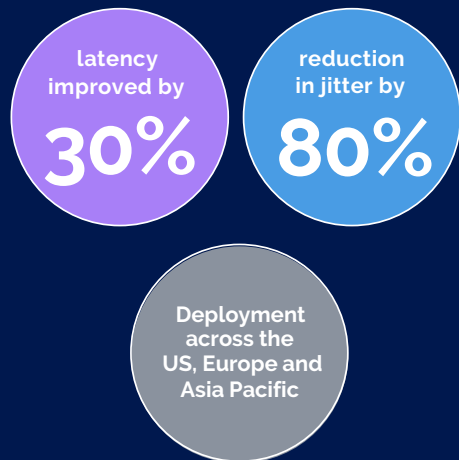 latency
improved by
30%
reduction
in jitter by
80%
Deployment
across the
US, Europe and
Asia Pacific